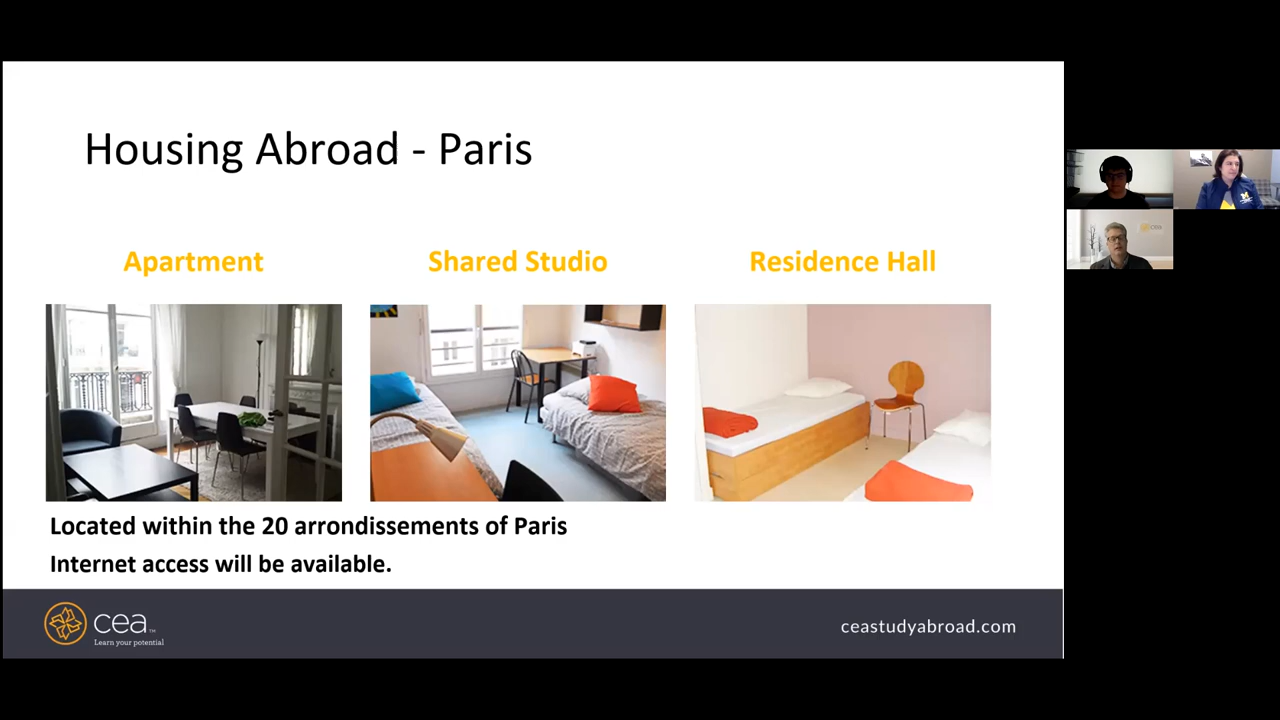 Housing Abroad - Paris
Apartment
Shared Studio
Residence Hall
Located within the 20 arrondissements of Paris
Internet access will be available.
cea™
Learn your potential
ceastudyabroad.com
cea